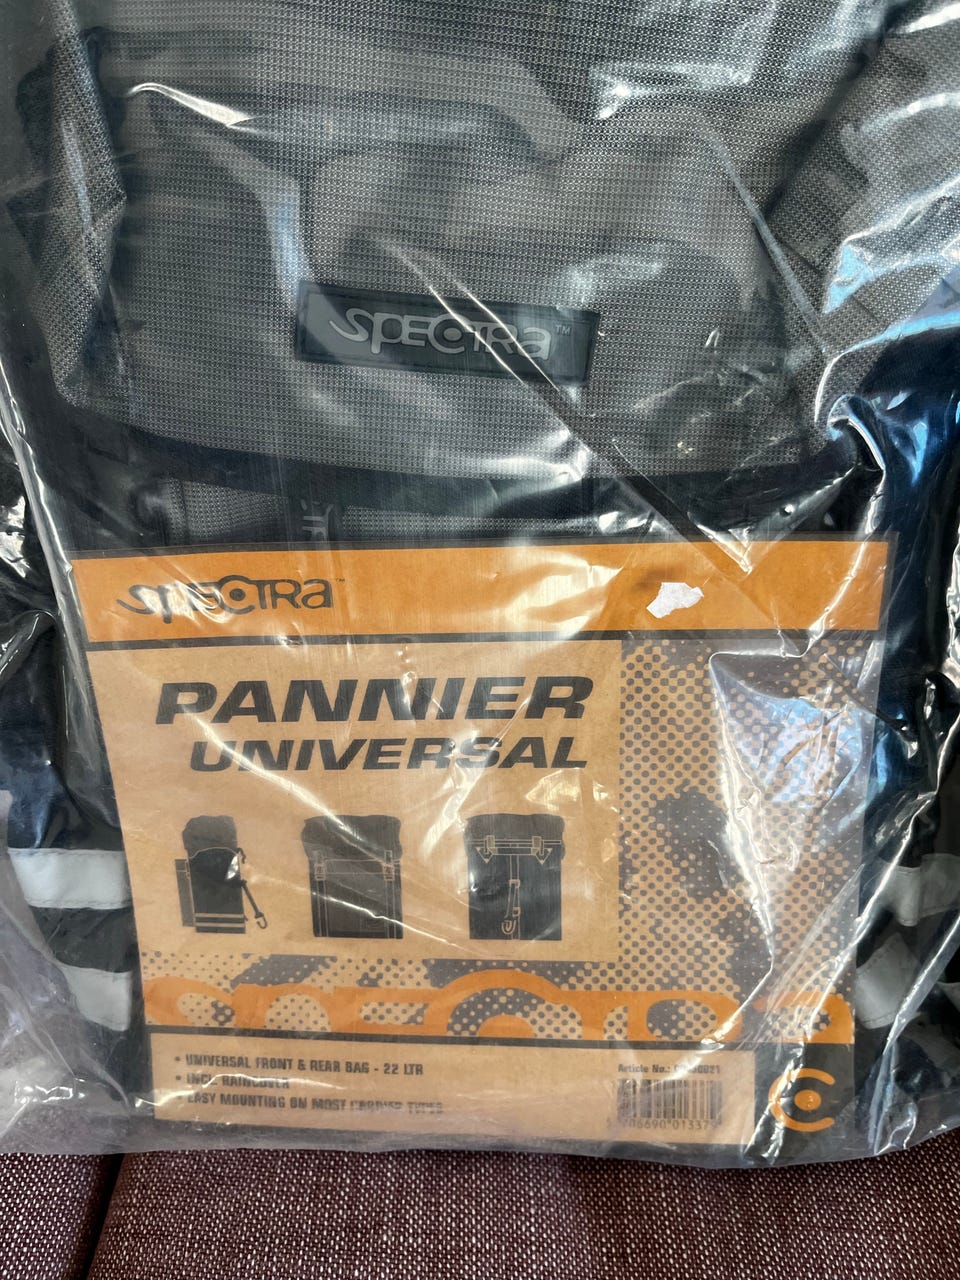 SPECTRA™
SPECTRA™
PANNIER
UNIVERSAL
• UNIVERSAL FRONT & REAR BAG - 22 LTR
• INCL RAINCOVER
EASY MOUNTING ON MOST CARRIER TYPES
Article No.: